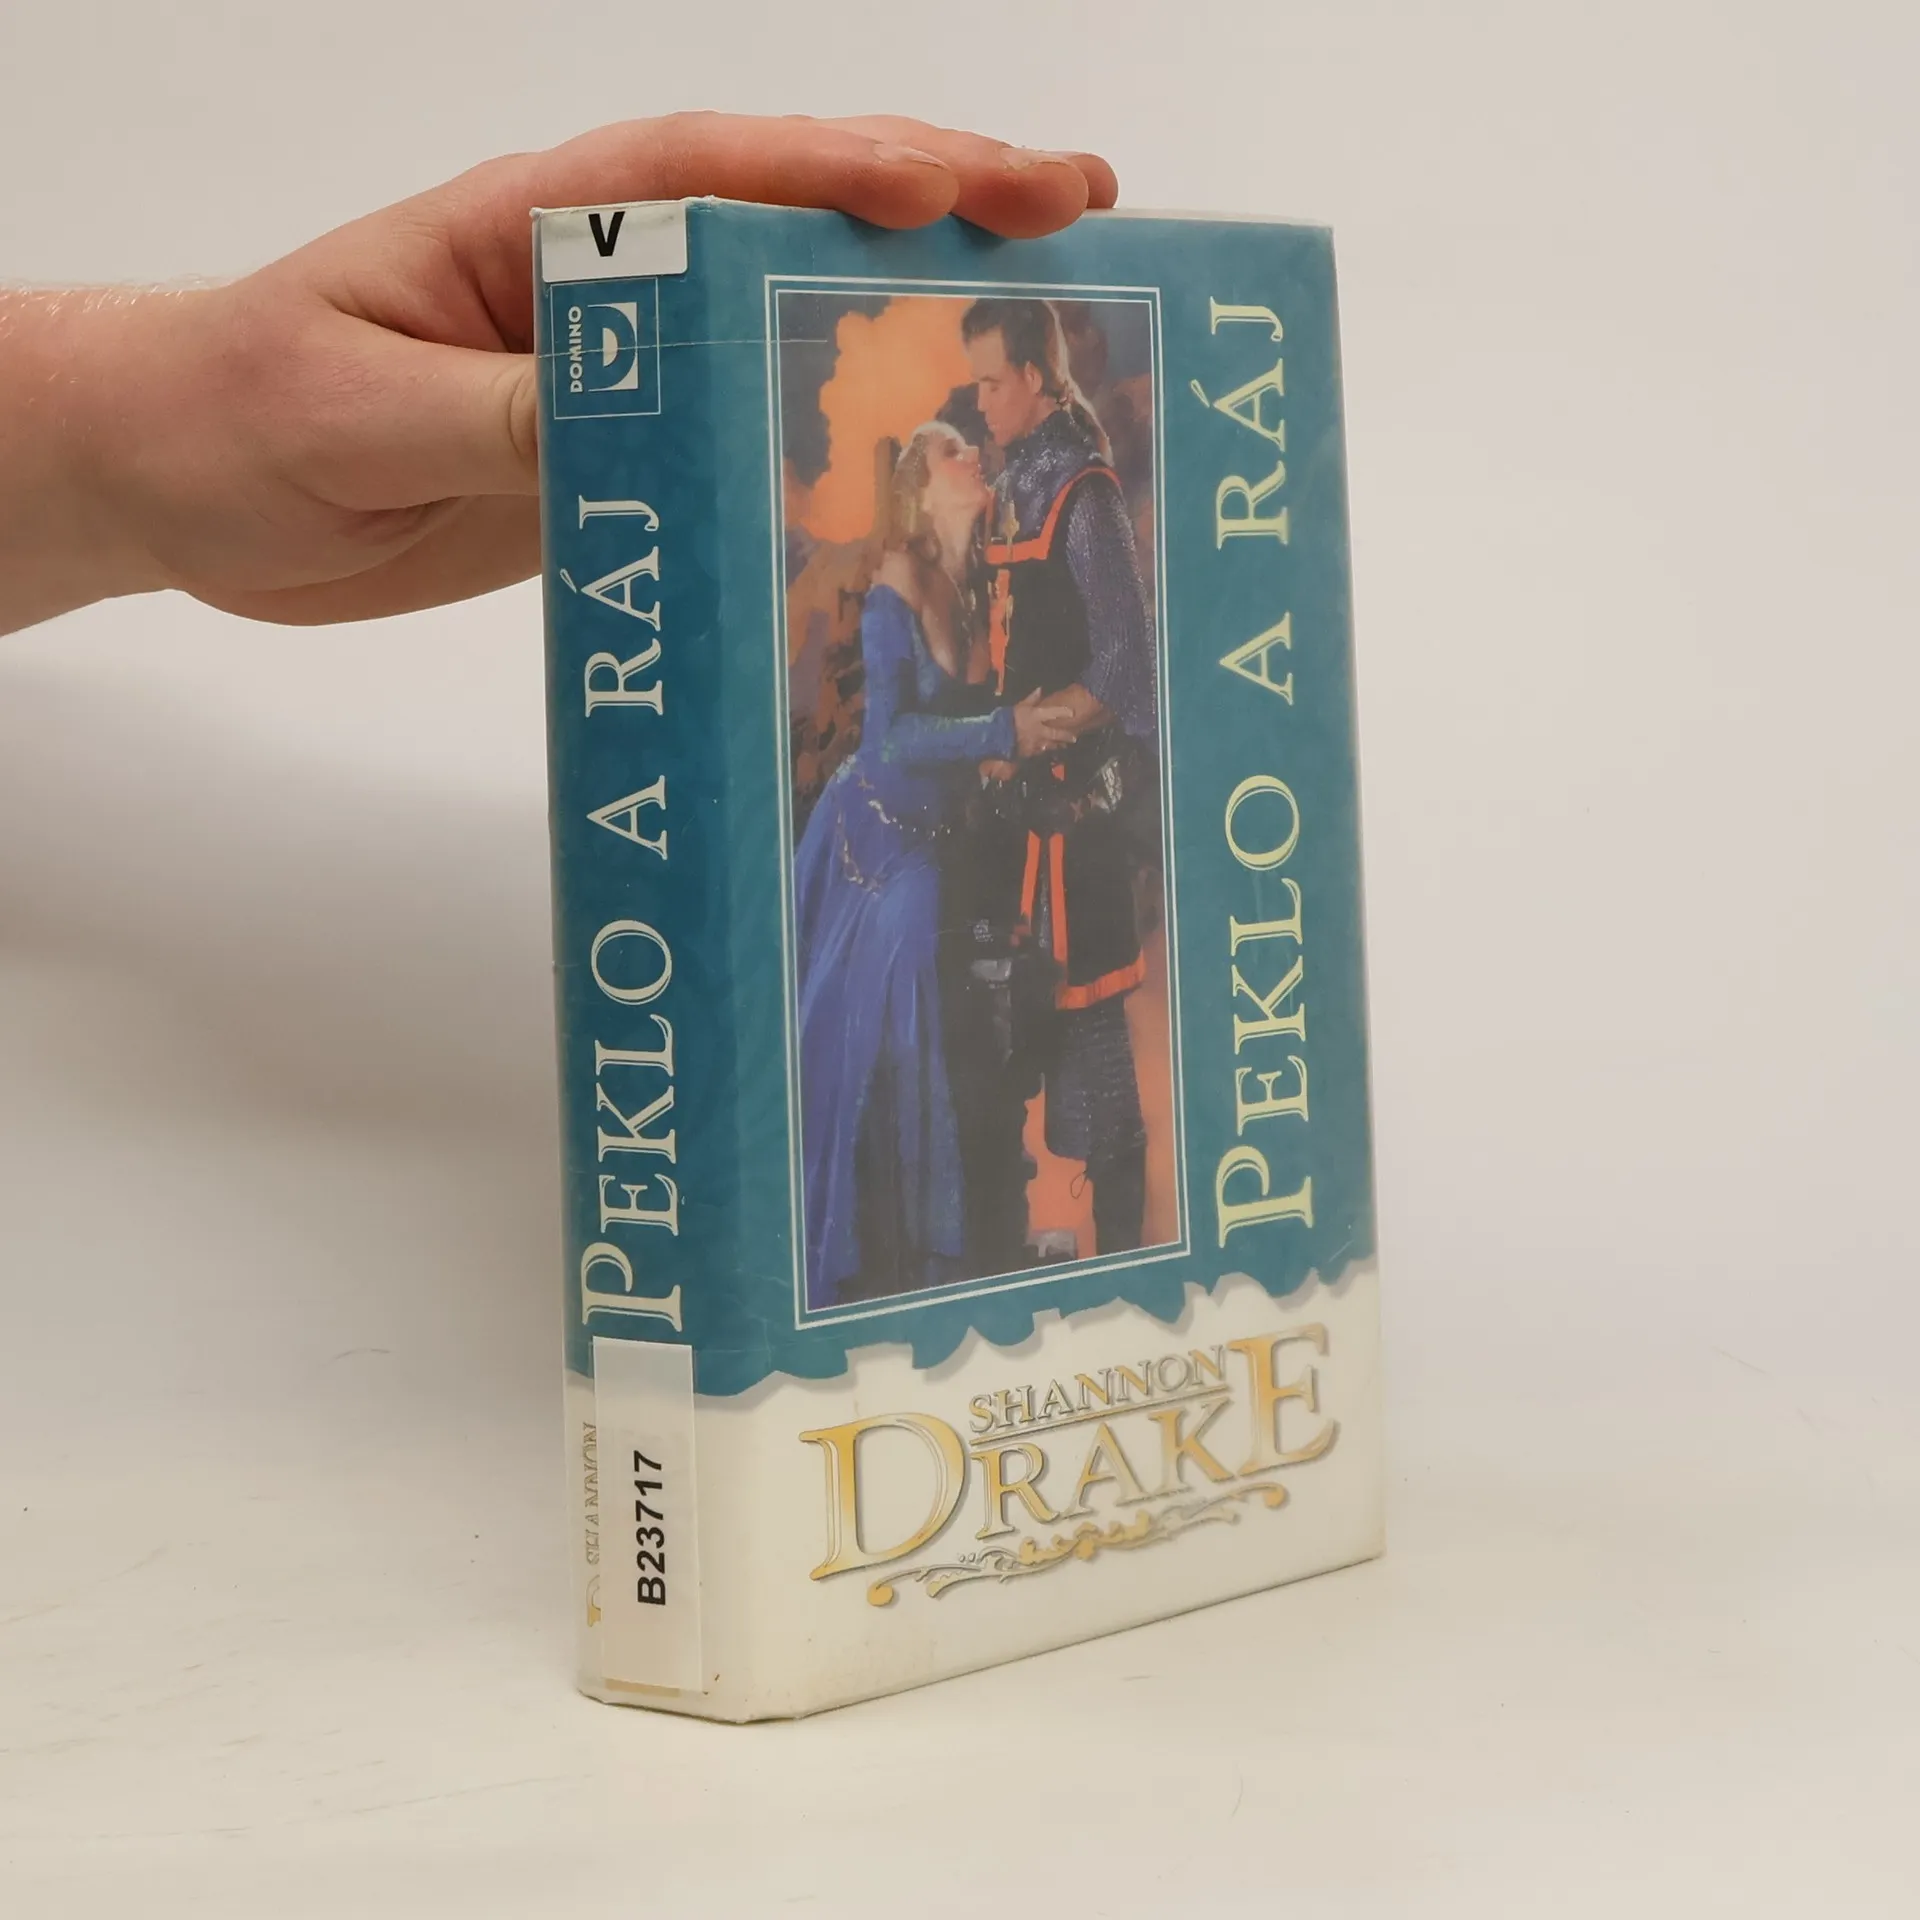 V
DOMINO
PEKLO A RÁJ
SHANNON
B23717
PEKLO A RÁJ
SHANNON
DRAKE